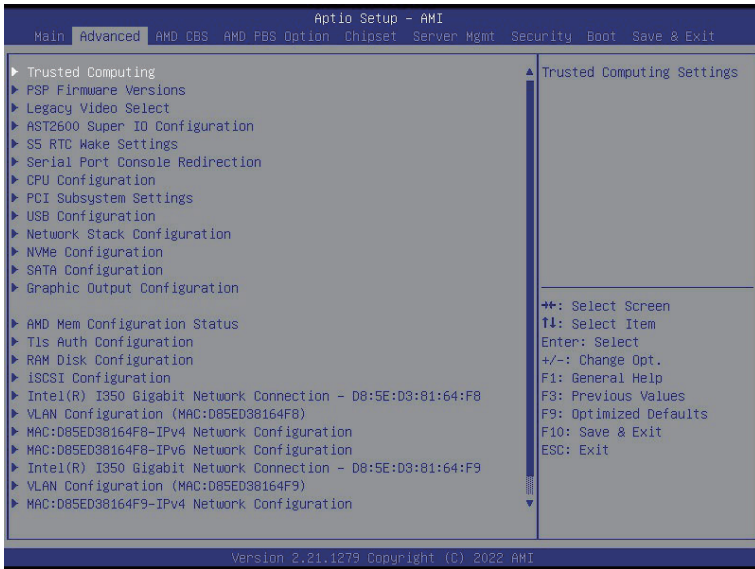 Aptio Setup – AMI
Main Advanced AMD CBS AMD PBS Option Chipset Server Mgmt Security Boot Save & Exit
Trusted Computing
PSP Firmware Versions
Legacy Video Select
AST2600 Super IO Configuration
S5 RTC Wake Settings
Serial Port Console Redirection
CPU Configuration
PCI Subsystem Settings
USB Configuration
Network Stack Configuration
NVMe Configuration
SATA Configuration
Graphic Output Configuration
AMD Mem Configuration Status
Tls Auth Configuration
RAM Disk Configuration
iSCSI Configuration
Intel(R) I350 Gigabit Network Connection – D8:5E:D3:81:64:F8
VLAN Configuration (MAC:D85ED38164F8)
MAC:D85ED38164F8-IPv4 Network Configuration
MAC:D85ED38164F8-IPv6 Network Configuration
Intel(R) I350 Gigabit Network Connection – D8:5E:D3:81:64:F9
VLAN Configuration (MAC:D85ED38164F9)
MAC:D85ED38164F9-IPv4 Network Configuration
Trusted Computing Settings
→←: Select Screen
↑↓: Select Item
Enter: Select
+/-: Change Opt.
F1: General Help
F3: Previous Values
F9: Optimized Defaults
F10: Save & Exit
ESC: Exit
Version 2.21.1279 Copyright (C) 2022 AMI